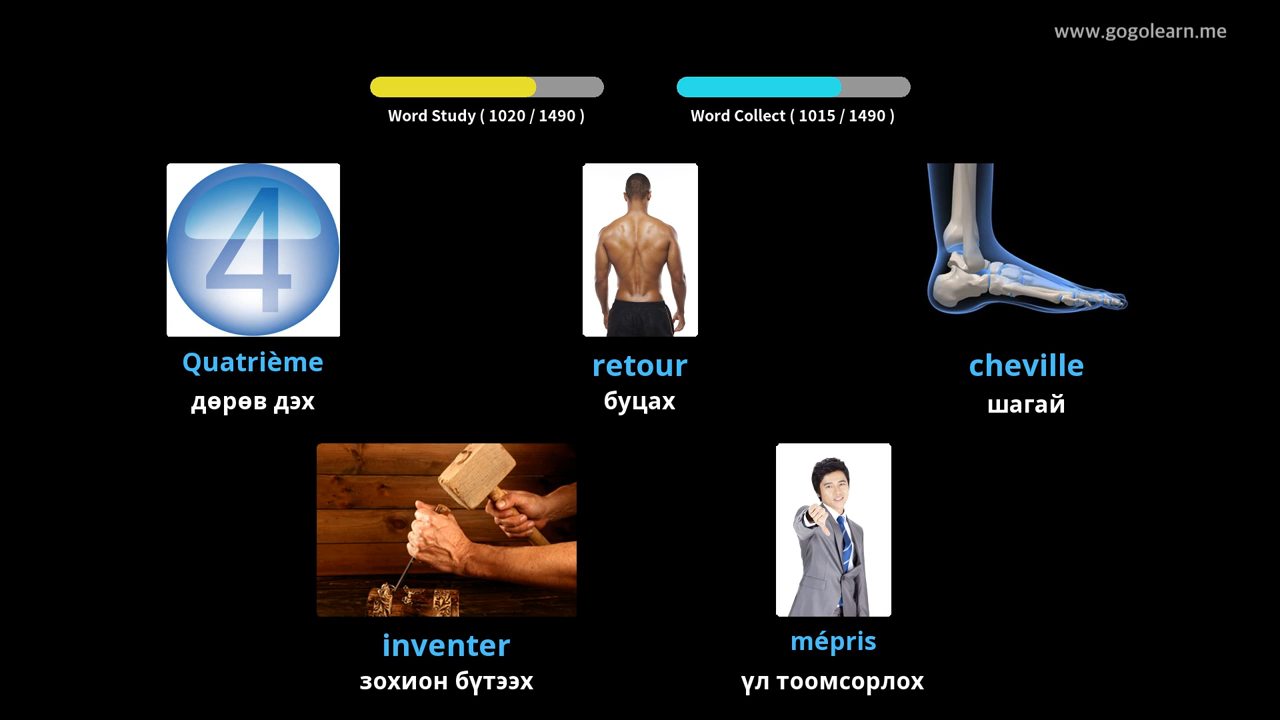 www.gogolearn.me
Word Study ( 1020 / 1490 )
Word Collect ( 1015 / 1490 )
4
Quatrième
retour
cheville
дөрөв дэх
буцах
шагай
inventer
mépris
зохион бүтээх
үл тоомсорлох